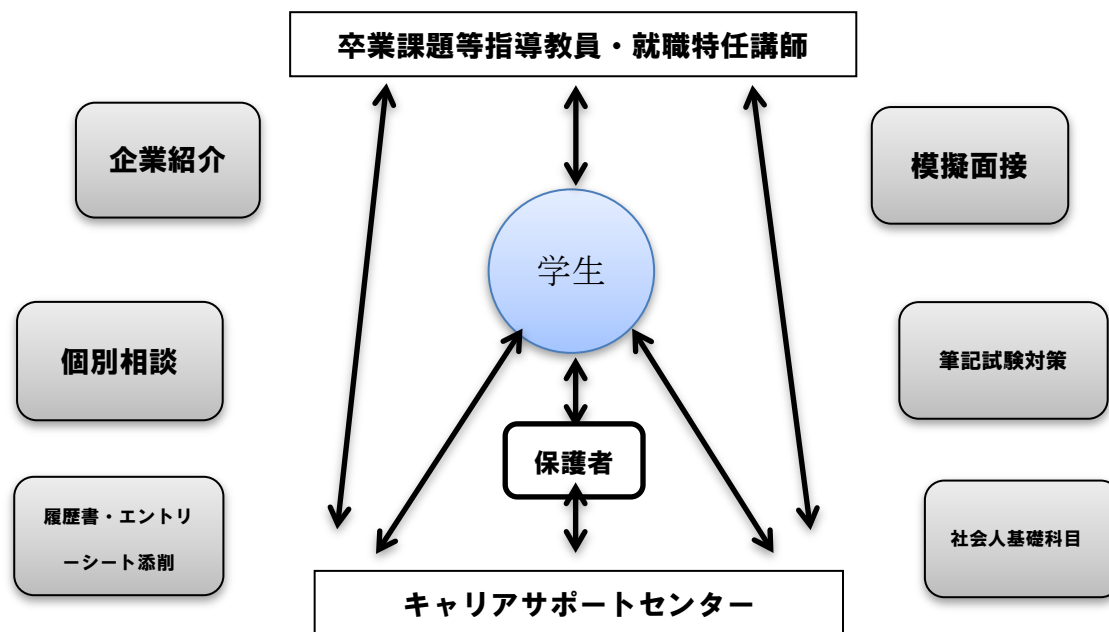 卒業課題等指導教員・就職特任講師
企業紹介
模擬面接
学生
個別相談
筆記試験対策
保護者
履歴書・エントリ
ーシート添削
社会人基礎科目
キャリアサポートセンター